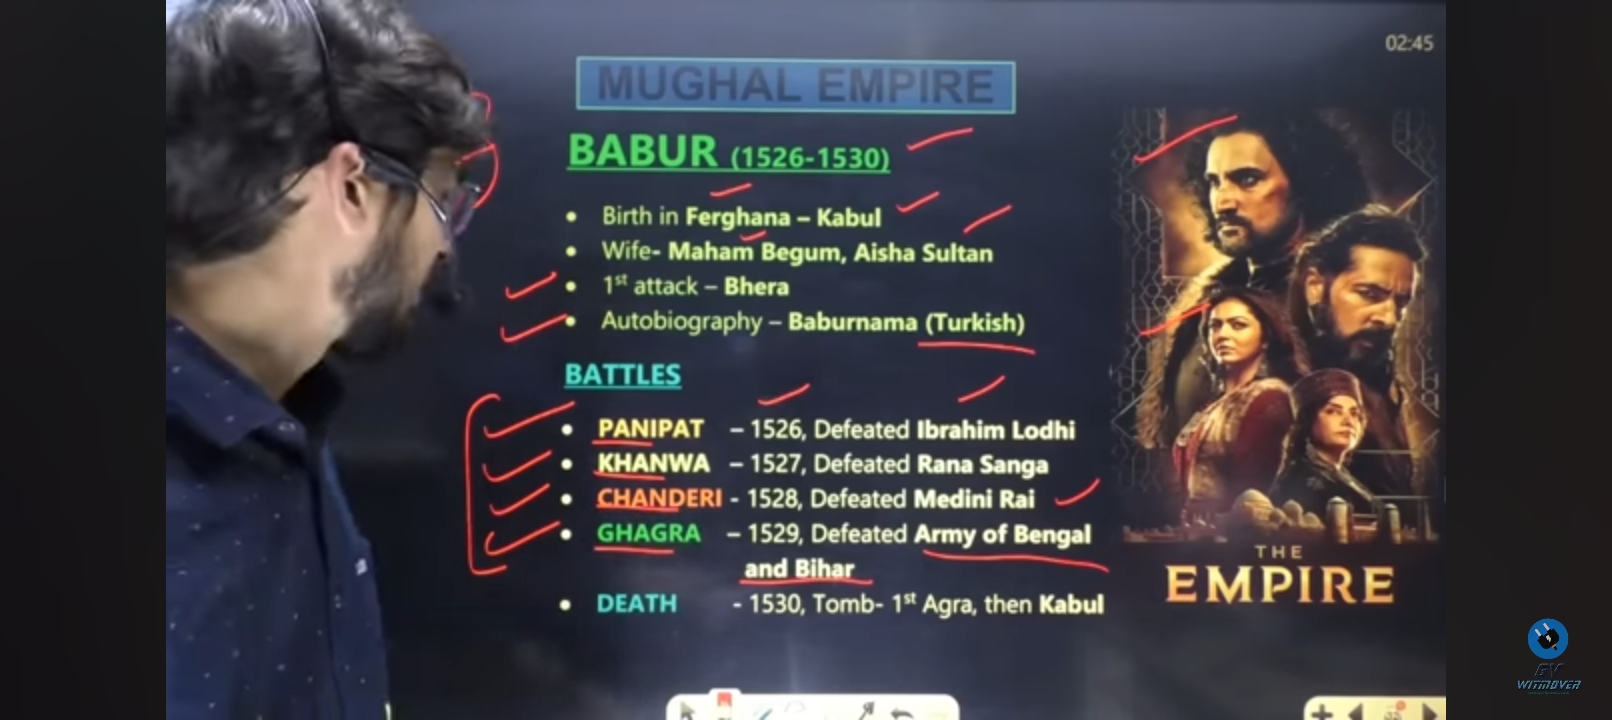 02:45
MUGHAL EMPIRE
BABUR (1526-1530)
• Birth in Ferghana – Kabul
• Wife- Maham Begum, Aisha Sultan
• 1st attack – Bhera
• Autobiography – Baburnama (Turkish)
BATTLES
• PANIPAT – 1526, Defeated Ibrahim Lodhi
• KHANWA – 1527, Defeated Rana Sanga
• CHANDERI - 1528, Defeated Medini Rai
• GHAGRA – 1529, Defeated Army of Bengal
and Bihar
• DEATH - 1530, Tomb- 1st Agra, then Kabul
THE
EMPIRE
WITMOVER